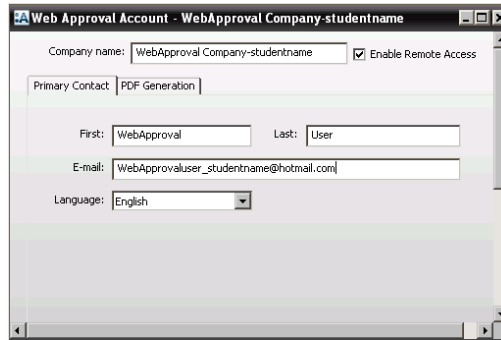 :A Web Approval Account - WebApproval Company-studentname
Company name: WebApproval Company-studentname Enable Remote Access
Primary Contact PDF Generation
First: WebApproval Last: User
E-mail: WebApprovaluser_studentname@hotmail.com
Language: English